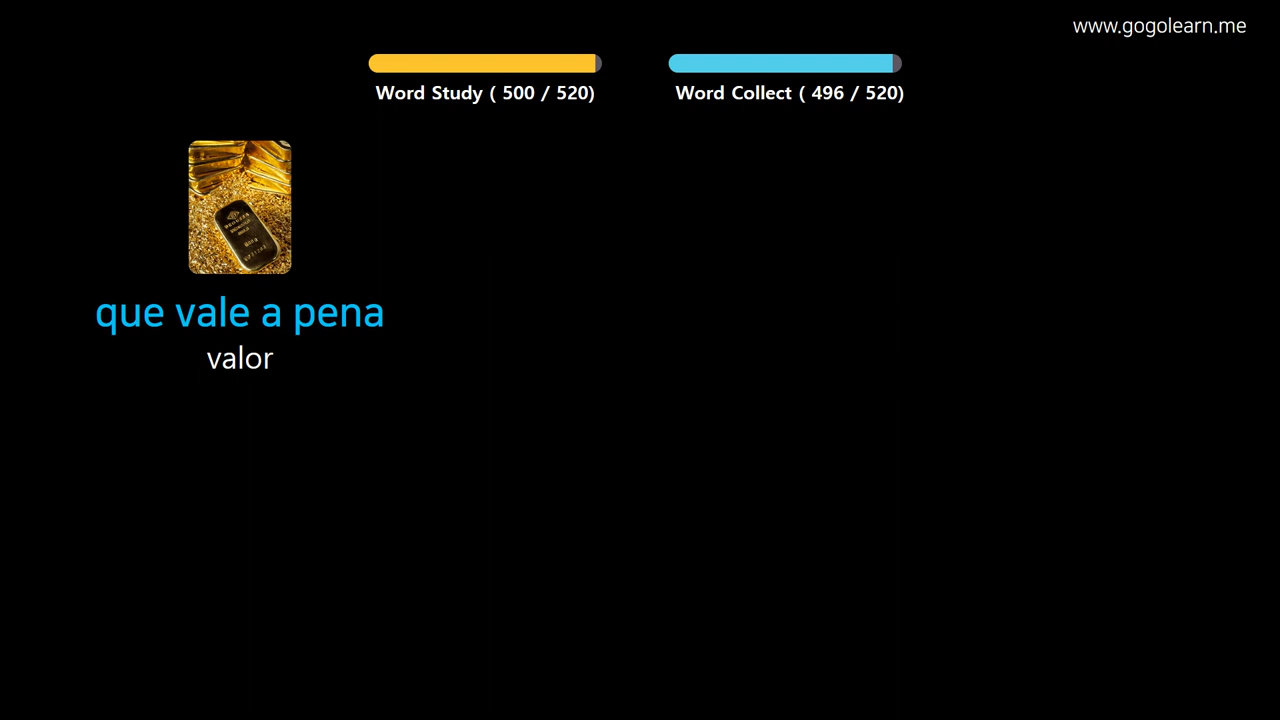 www.gogolearn.me
Word Study ( 500 / 520)
Word Collect ( 496 / 520)
que vale a pena
valor